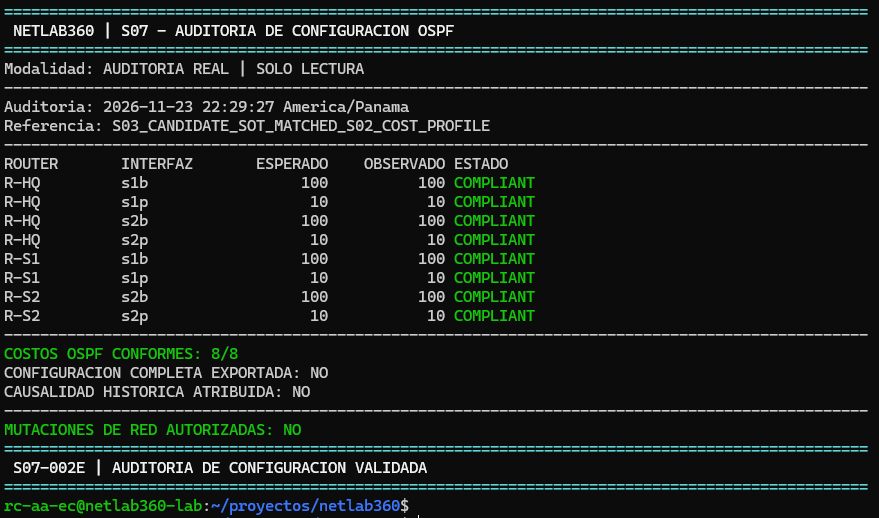 NETLAB360 | S07 - AUDITORIA DE CONFIGURACION OSPF
Modalidad: AUDITORIA REAL | SOLO LECTURA
Auditoria: 2026-11-23 22:29:27 America/Panama
Referencia: S03_CANDIDATE_SOT_MATCHED_S02_COST_PROFILE
ROUTER INTERFAZ ESPERADO OBSERVADO ESTADO
R-HQ s1b 100 100 COMPLIANT
R-HQ s1p 10 10 COMPLIANT
R-HQ s2b 100 100 COMPLIANT
R-HQ s2p 10 10 COMPLIANT
R-S1 s1b 100 100 COMPLIANT
R-S1 s1p 10 10 COMPLIANT
R-S2 s2b 100 100 COMPLIANT
R-S2 s2p 10 10 COMPLIANT
COSTOS OSPF CONFORMES: 8/8
CONFIGURACION COMPLETA EXPORTADA: NO
CAUSALIDAD HISTORICA ATRIBUIDA: NO
MUTACIONES DE RED AUTORIZADAS: NO
S07-002E | AUDITORIA DE CONFIGURACION VALIDADA
rc-aa-ec@netlab360-lab:~/proyectos/netlab360$